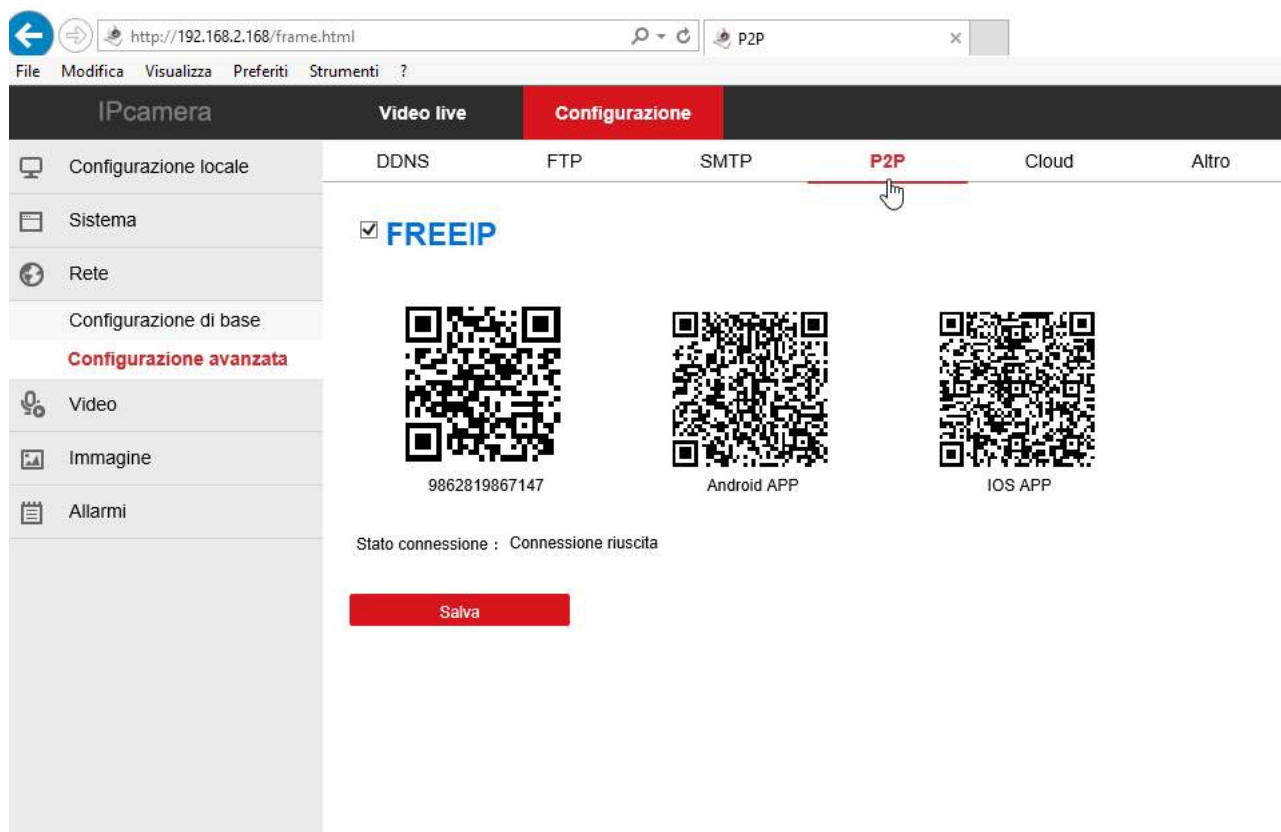 http://192.168.2.168/frame.html P2P
File Modifica Visualizza Preferiti Strumenti ?
IPcamera Video live Configurazione
DDNS FTP SMTP P2P Cloud Altro
Configurazione locale
Sistema
Rete
Configurazione di base
Configurazione avanzata
Video
Immagine
Allarmi
FREEIP
9862819867147 Android APP IOS APP
Stato connessione : Connessione riuscita
Salva